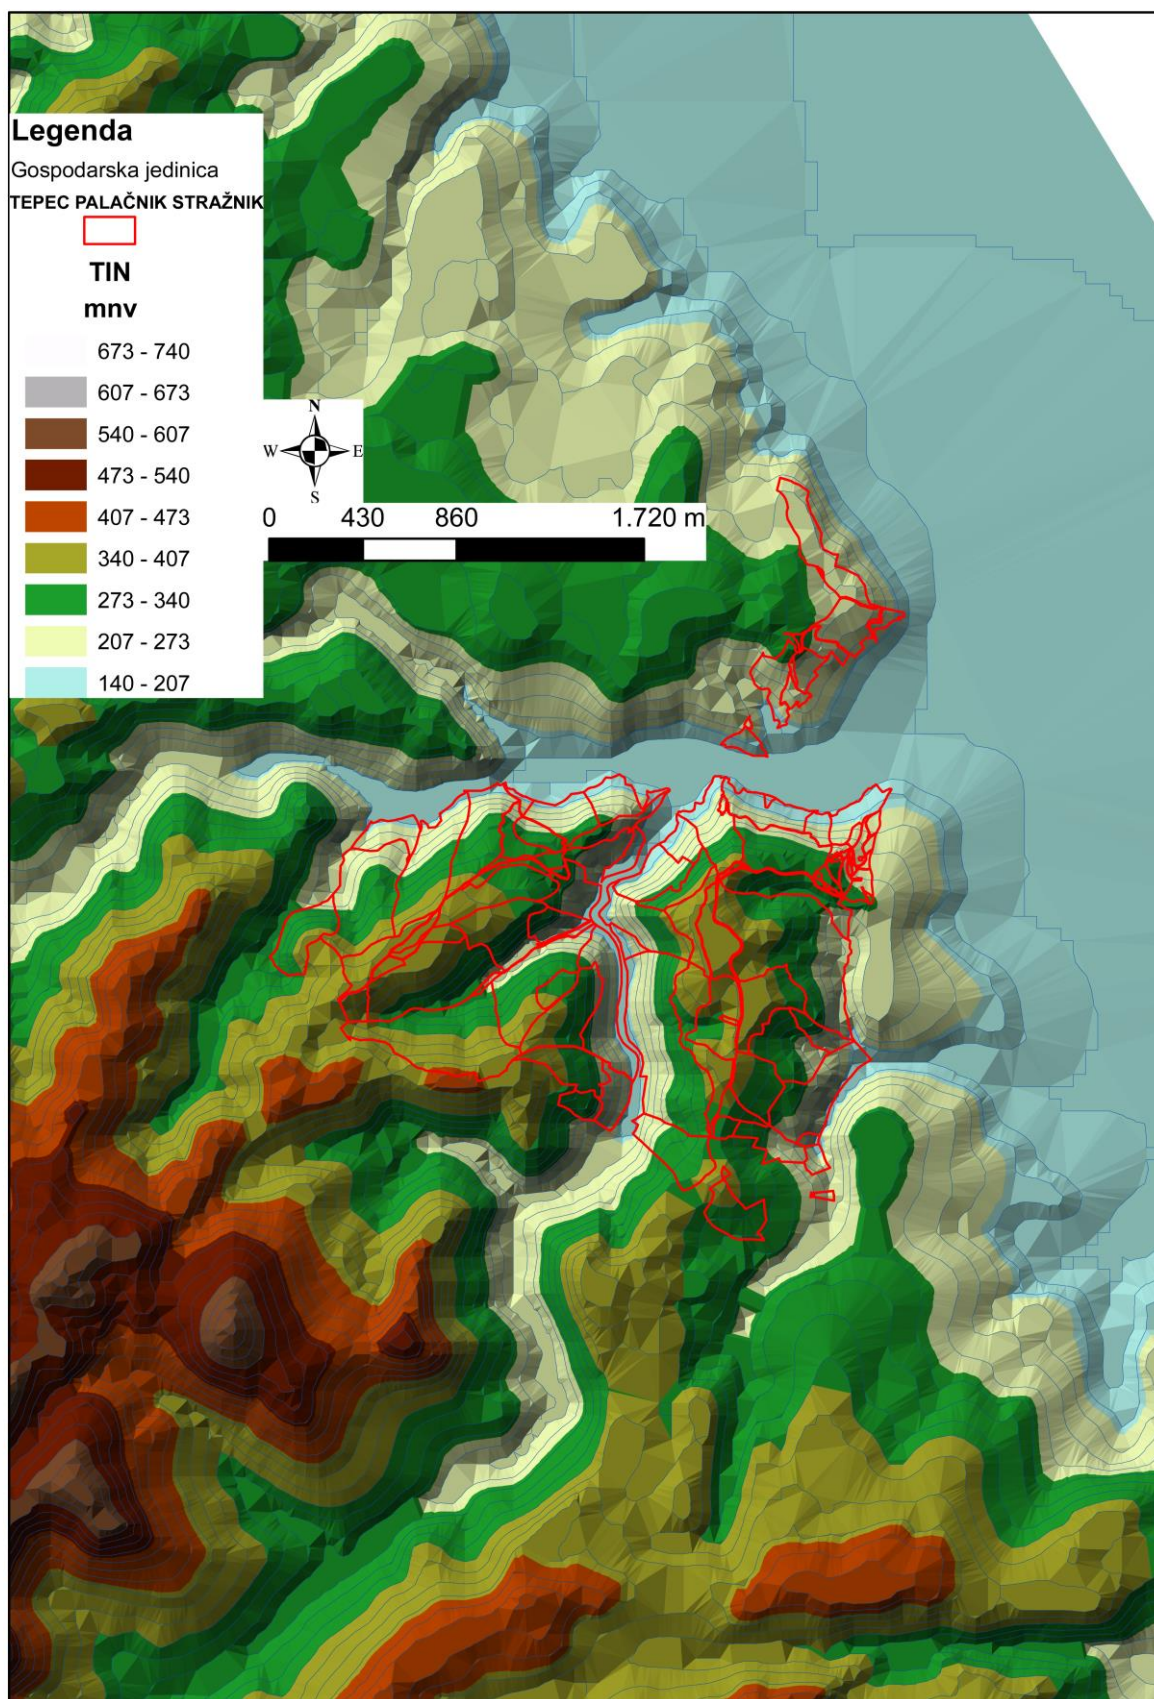 Legenda
Gospodarska jedinica
TEPEC PALAČNIK STRAŽNIK
TIN
mnv
673 - 740
607 - 673
540 - 607
473 - 540
407 - 473
340 - 407
273 - 340
207 - 273
140 - 207
N
W E
S
0 430 860 1.720 m